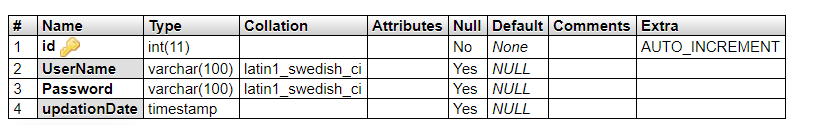 # Name Type Collation Attributes Null Default Comments Extra
1 id int(11) No None AUTO_INCREMENT
2 UserName varchar(100) latin1_swedish_ci Yes NULL
3 Password varchar(100) latin1_swedish_ci Yes NULL
4 updationDate timestamp Yes NULL